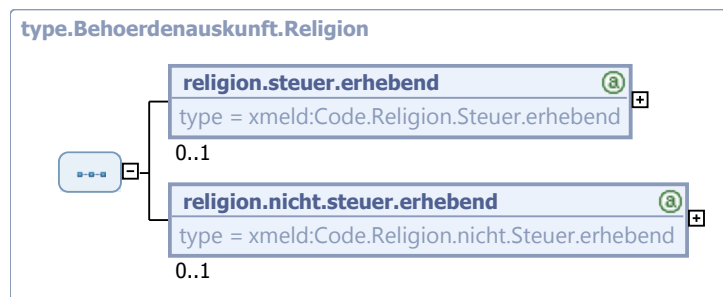 type.Behoerdenauskunft.Religion
religion.steuer.erhebend
type = xmeld:Code.Religion.Steuer.erhebend
0..1
religion.nicht.steuer.erhebend
type = xmeld:Code.Religion.nicht.Steuer.erhebend
0..1